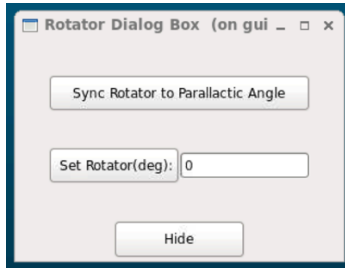 Rotator Dialog Box (on gui
Sync Rotator to Parallactic Angle
Set Rotator(deg): 0
Hide